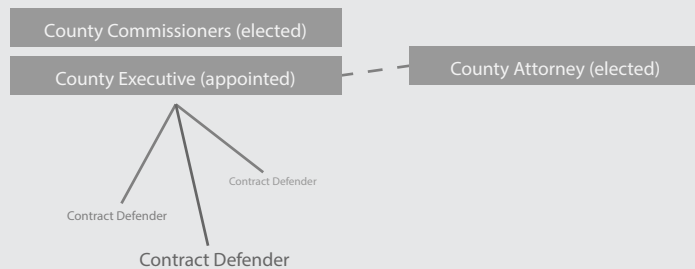 County Commissioners (elected)
County Executive (appointed)
County Attorney (elected)
Contract Defender
Contract Defender
Contract Defender